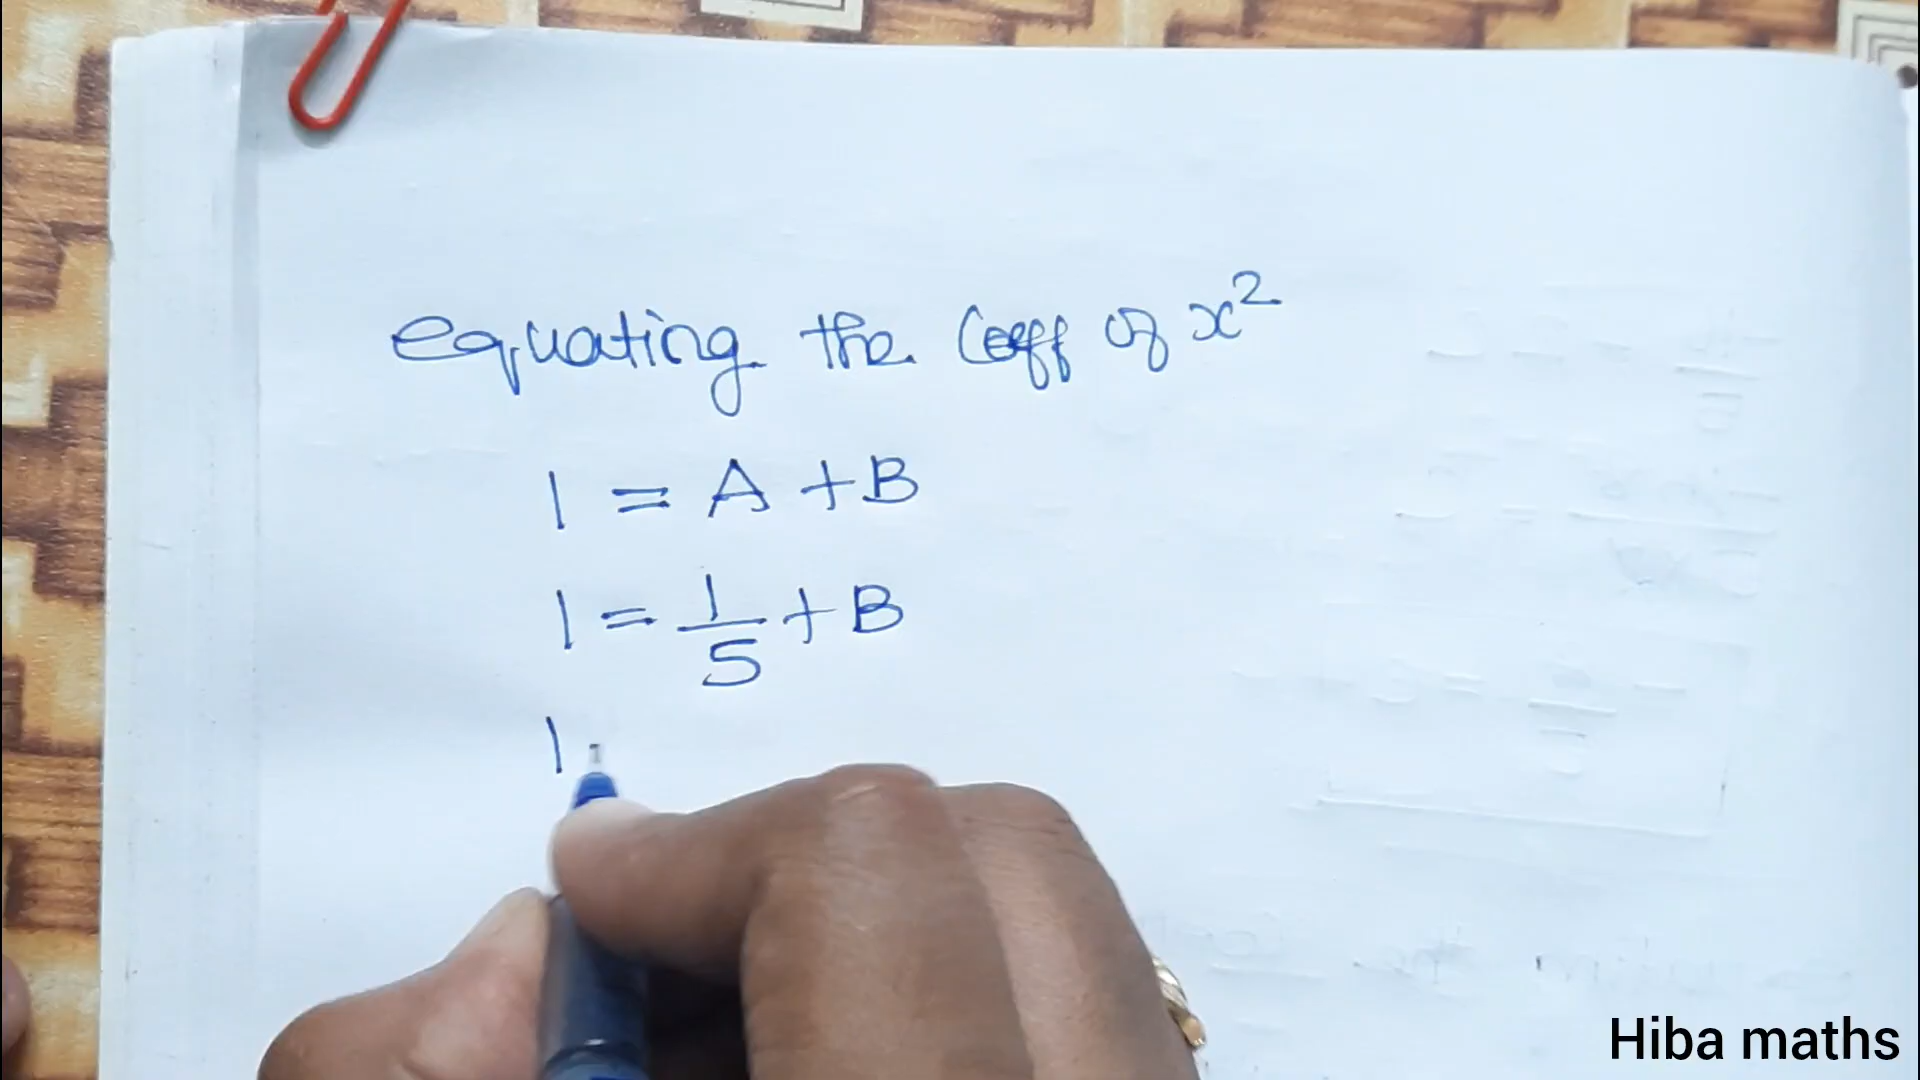 equating the Coeff of x²
1 = A + B
1 = 1/5 + B
1
Hiba maths